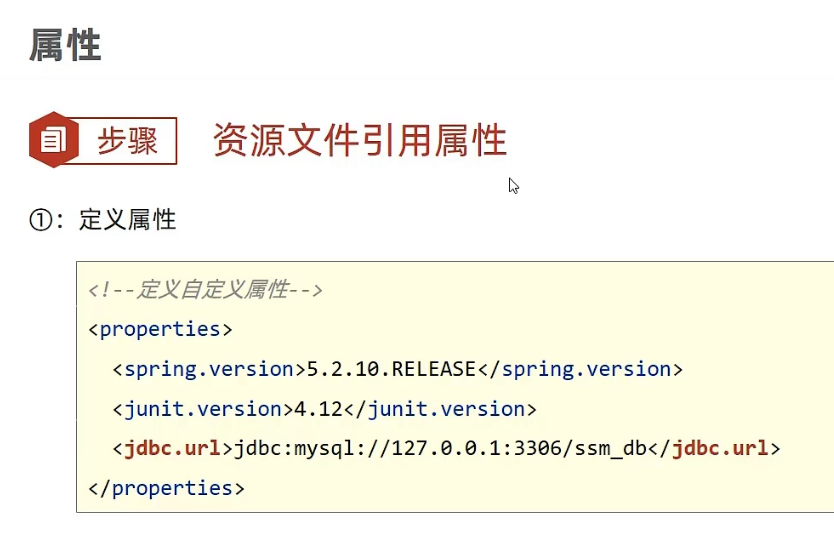 属性
步骤 资源文件引用属性
①：定义属性
<!--定义自定义属性-->
<properties>
<spring.version>5.2.10.RELEASE</spring.version>
<junit.version>4.12</junit.version>
<jdbc.url>jdbc:mysql://127.0.0.1:3306/ssm_db</jdbc.url>
</properties>